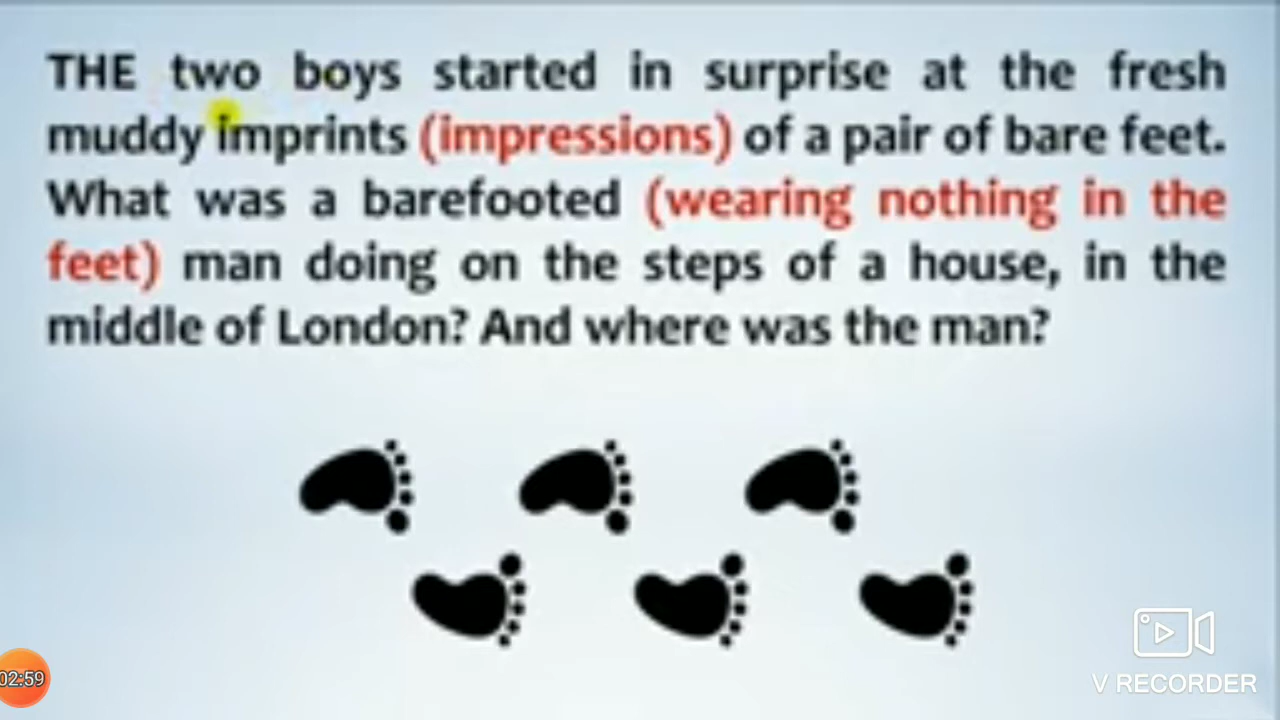 THE two boys started in surprise at the fresh
muddy imprints (impressions) of a pair of bare feet.
What was a barefooted (wearing nothing in the
feet) man doing on the steps of a house, in the
middle of London? And where was the man?
02:59
V RECORDER